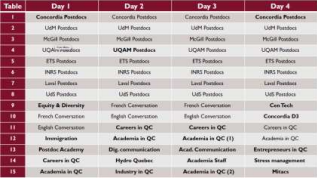 Table Day 1 Day 2 Day 3 Day 4
1 Concordia Postdocs Concordia Postdocs Concordia Postdocs Concordia Postdocs
2 UdM Postdocs UdM Postdocs UdM Postdocs UdM Postdocs
3 McGill Postdocs McGill Postdocs McGill Postdocs McGill Postdocs
4 UQAM Postdocs UQAM Postdocs UQAM Postdocs UQAM Postdocs
5 ETS Postdocs ETS Postdocs ETS Postdocs ETS Postdocs
6 INRS Postdocs INRS Postdocs INRS Postdocs INRS Postdocs
7 Laval Postdocs Laval Postdocs Laval Postdocs Laval Postdocs
8 UdS Postdocs UdS Postdocs UdS Postdocs UdS Postdocs
9 Equity & Diversity French Conversation French Conversation CenTech
10 French Conversation English Conversation English Conversation Concordia D3
11 English Conversation Careers in QC Careers in QC Careers in QC
12 Immigration Academia in QC Academia in QC (1) Academia in QC
13 Postdoc Academy Dig. communication Acad. Communication Entrepreneurs in QC
14 Careers in QC Hydro Quebec Academia Staff Stress management
15 Academia in QC Industry in QC Academia in QC (2) Mitacs